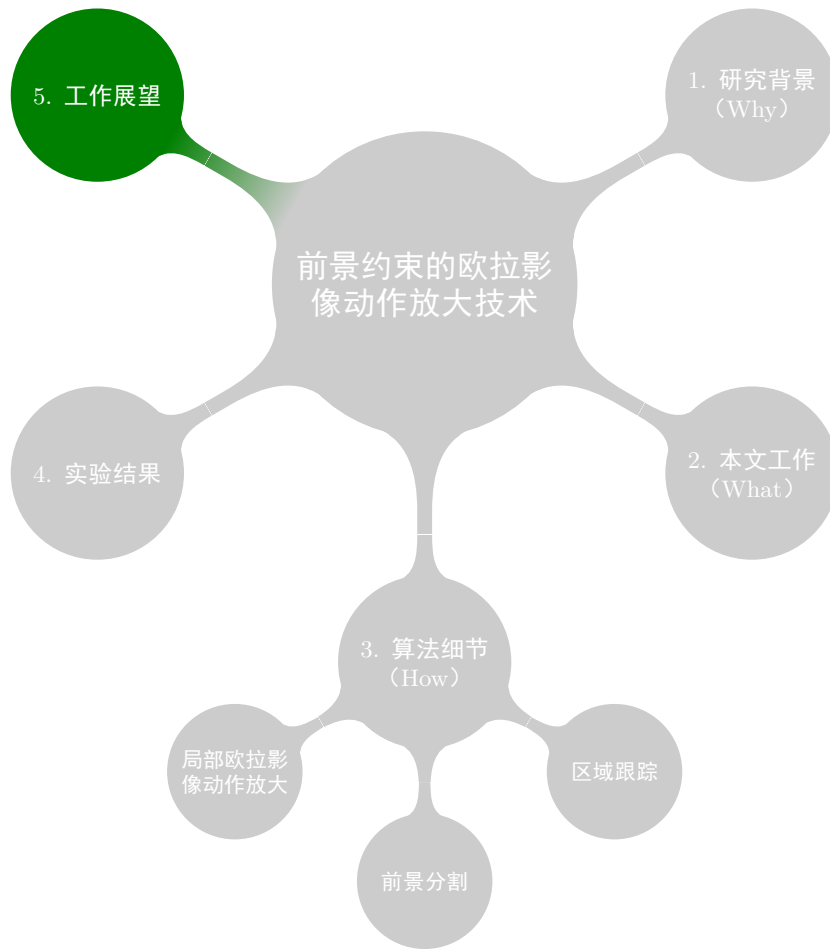 5. 工作展望
1. 研究背景
（Why）
前景约束的欧拉影
像动作放大技术
4. 实验结果
2. 本文工作
（What）
3. 算法细节
（How）
局部欧拉影
像动作放大
区域跟踪
前景分割